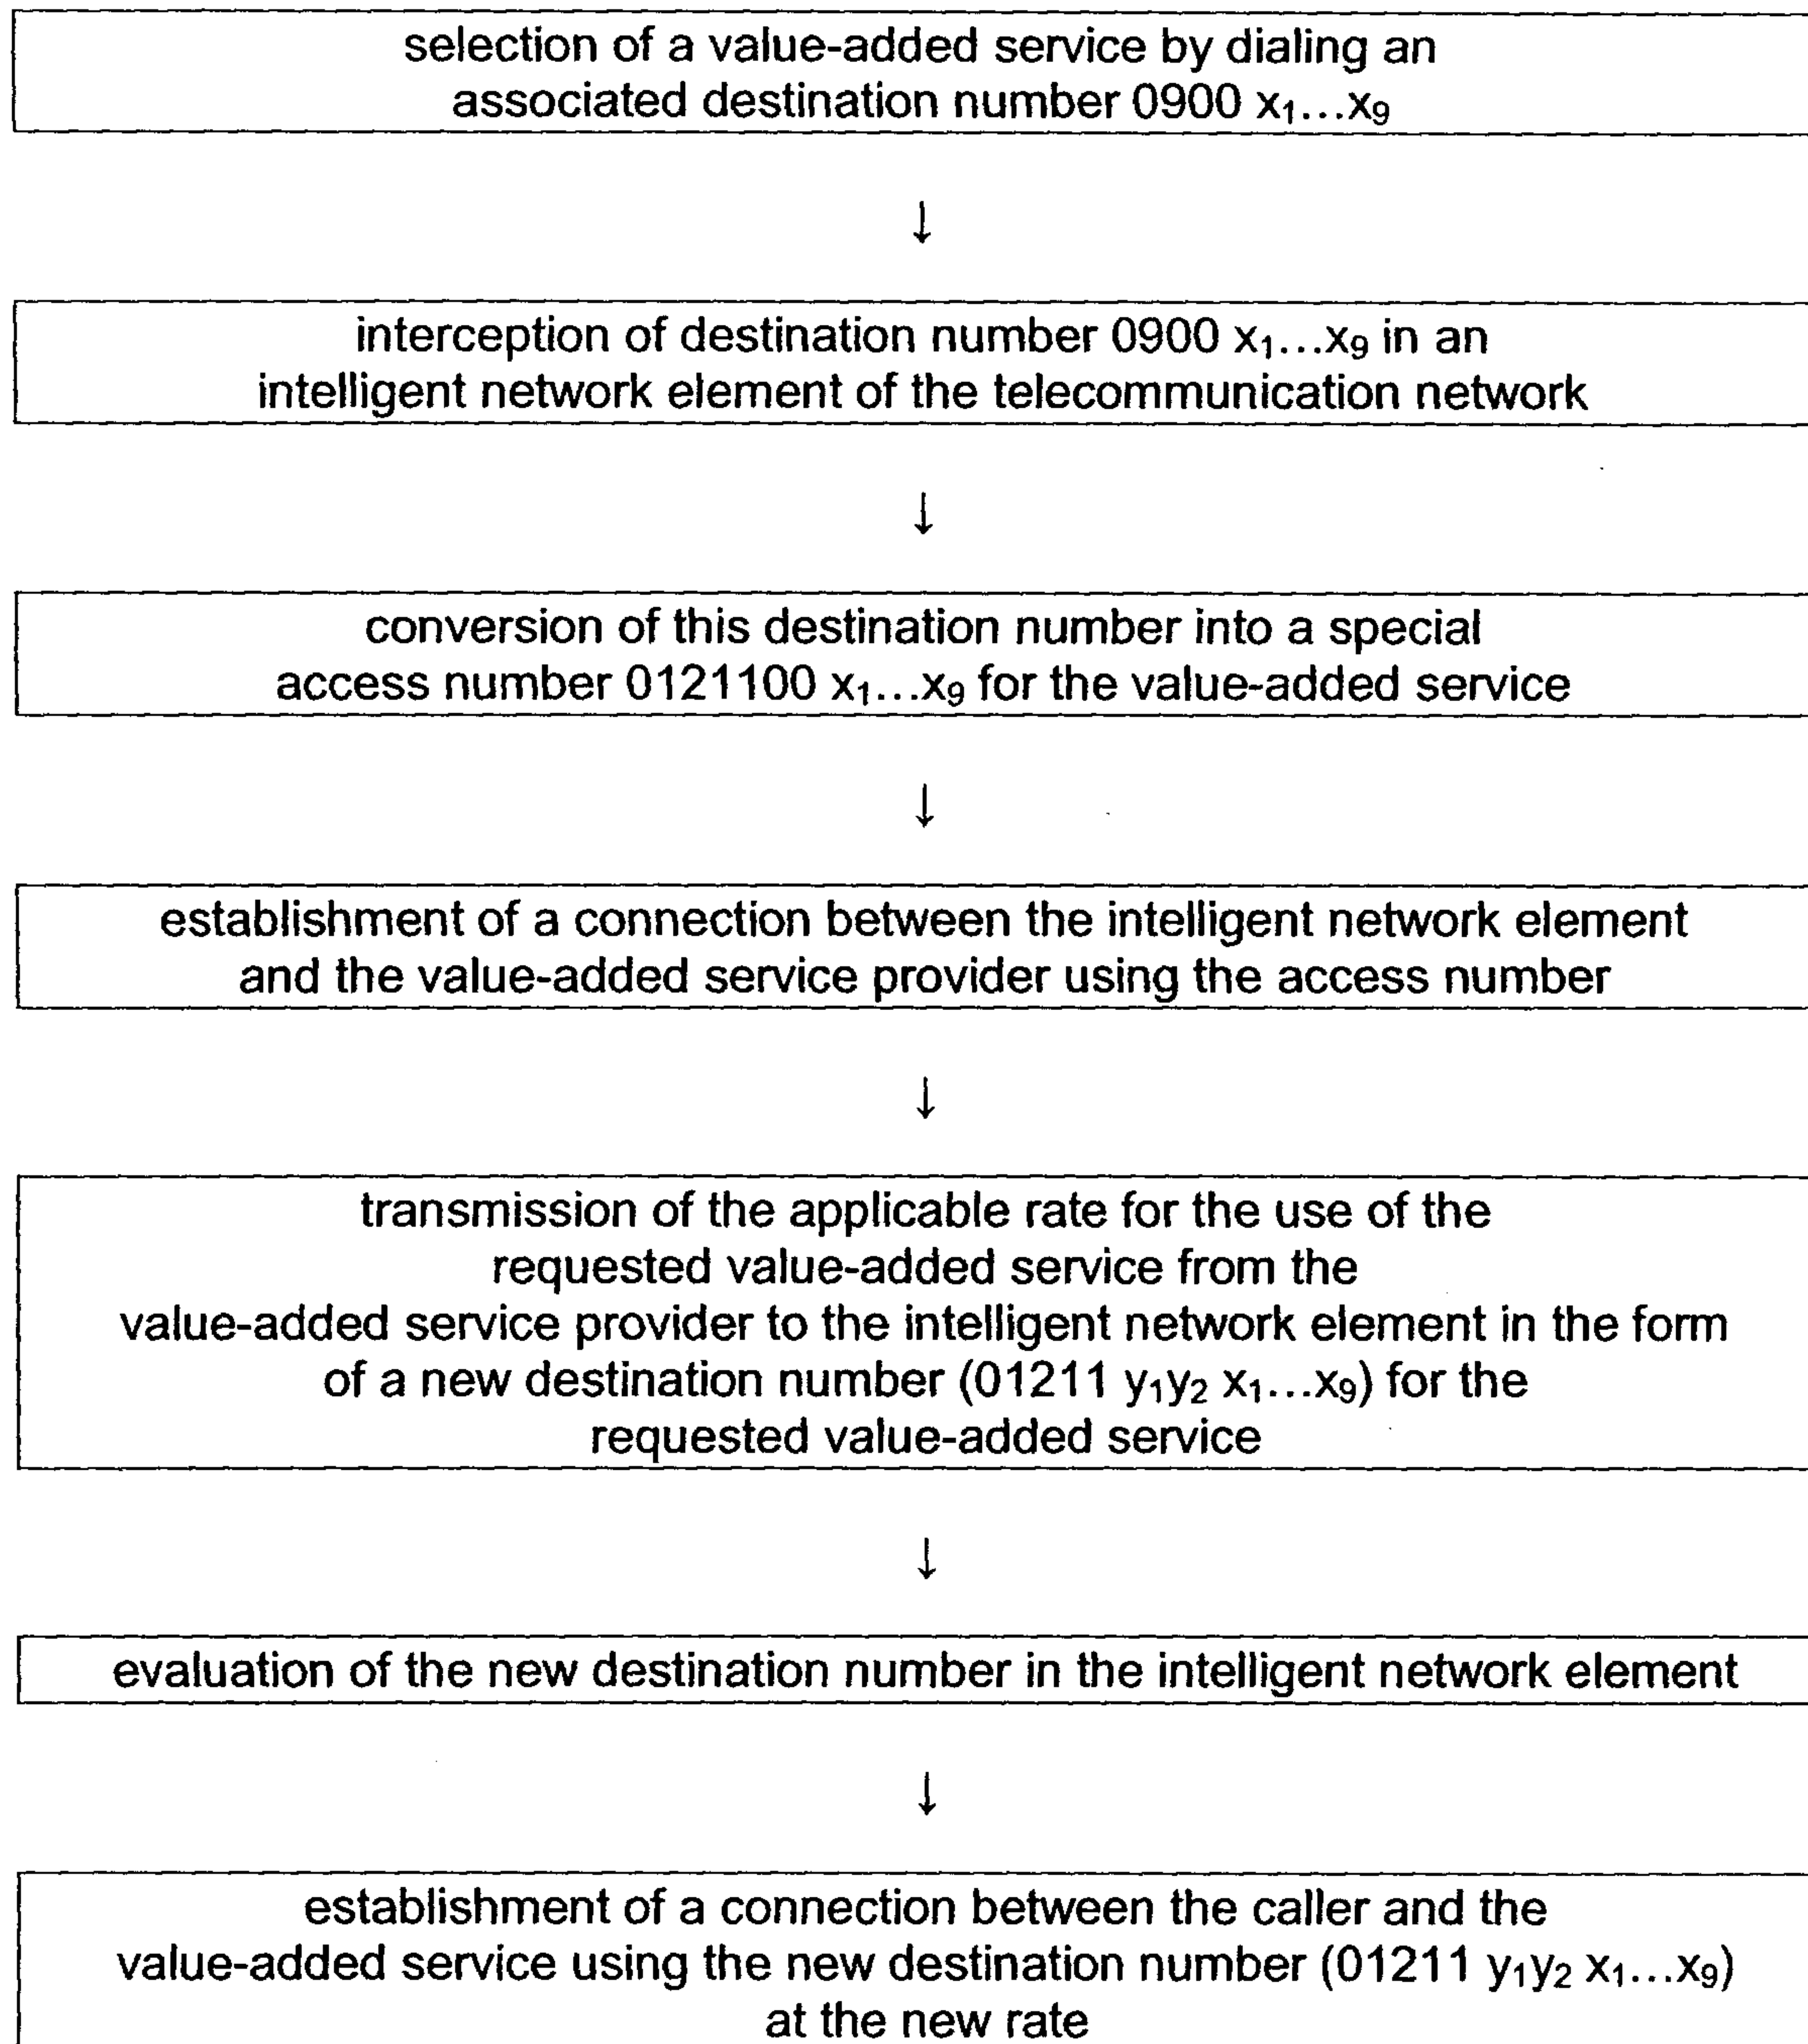 selection of a value-added service by dialing an
associated destination number 0900 x₁...x₉
↓
interception of destination number 0900 x₁...x₉ in an
intelligent network element of the telecommunication network
↓
conversion of this destination number into a special
access number 0121100 x₁...x₉ for the value-added service
↓
establishment of a connection between the intelligent network element
and the value-added service provider using the access number
↓
transmission of the applicable rate for the use of the
requested value-added service from the
value-added service provider to the intelligent network element in the form
of a new destination number (01211 y₁y₂ x₁...x₉) for the
requested value-added service
↓
evaluation of the new destination number in the intelligent network element
↓
establishment of a connection between the caller and the
value-added service using the new destination number (01211 y₁y₂ x₁...x₉)
at the new rate